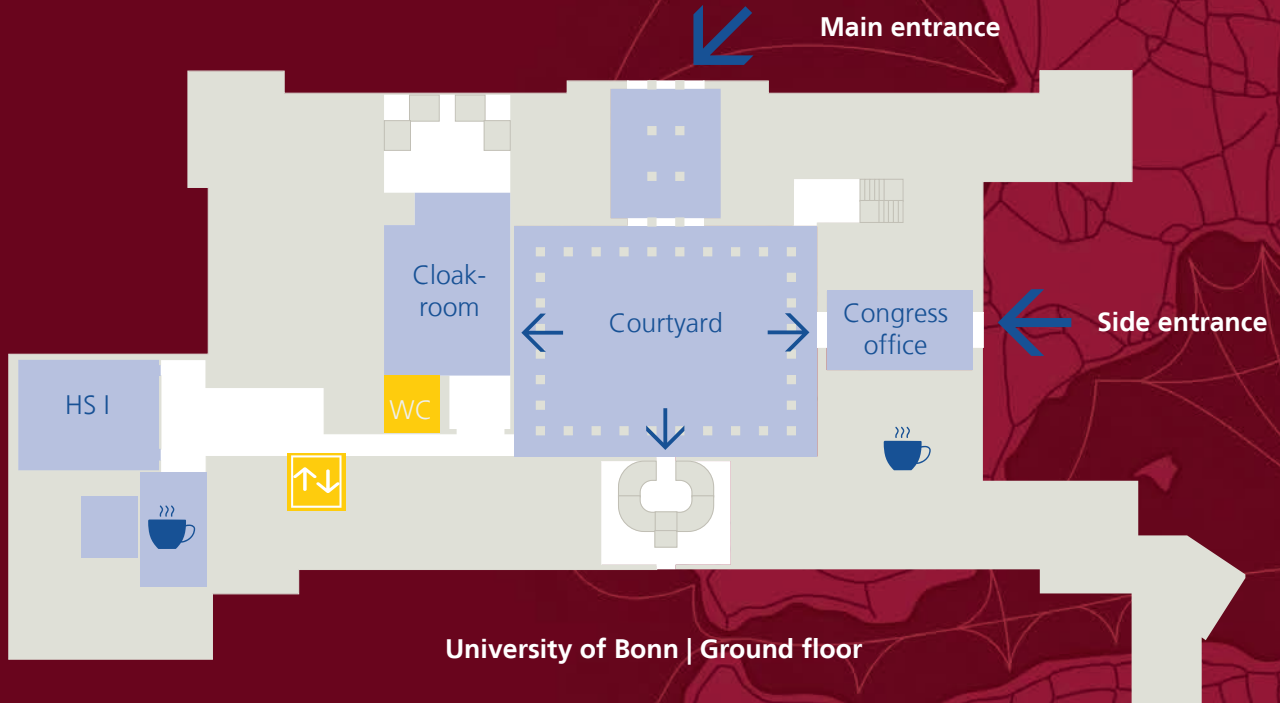 Main entrance
Cloak-
room
Courtyard
Congress
office
Side entrance
HS I
WC
University of Bonn | Ground floor